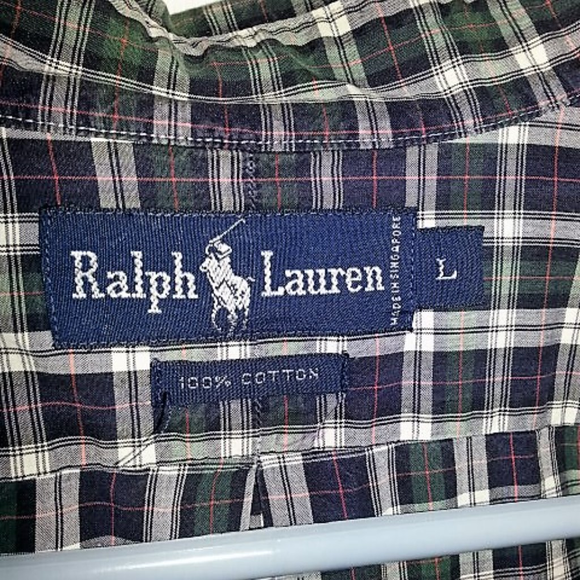 Ralph Lauren
MADE IN SINGAPORE
L
100% COTTON